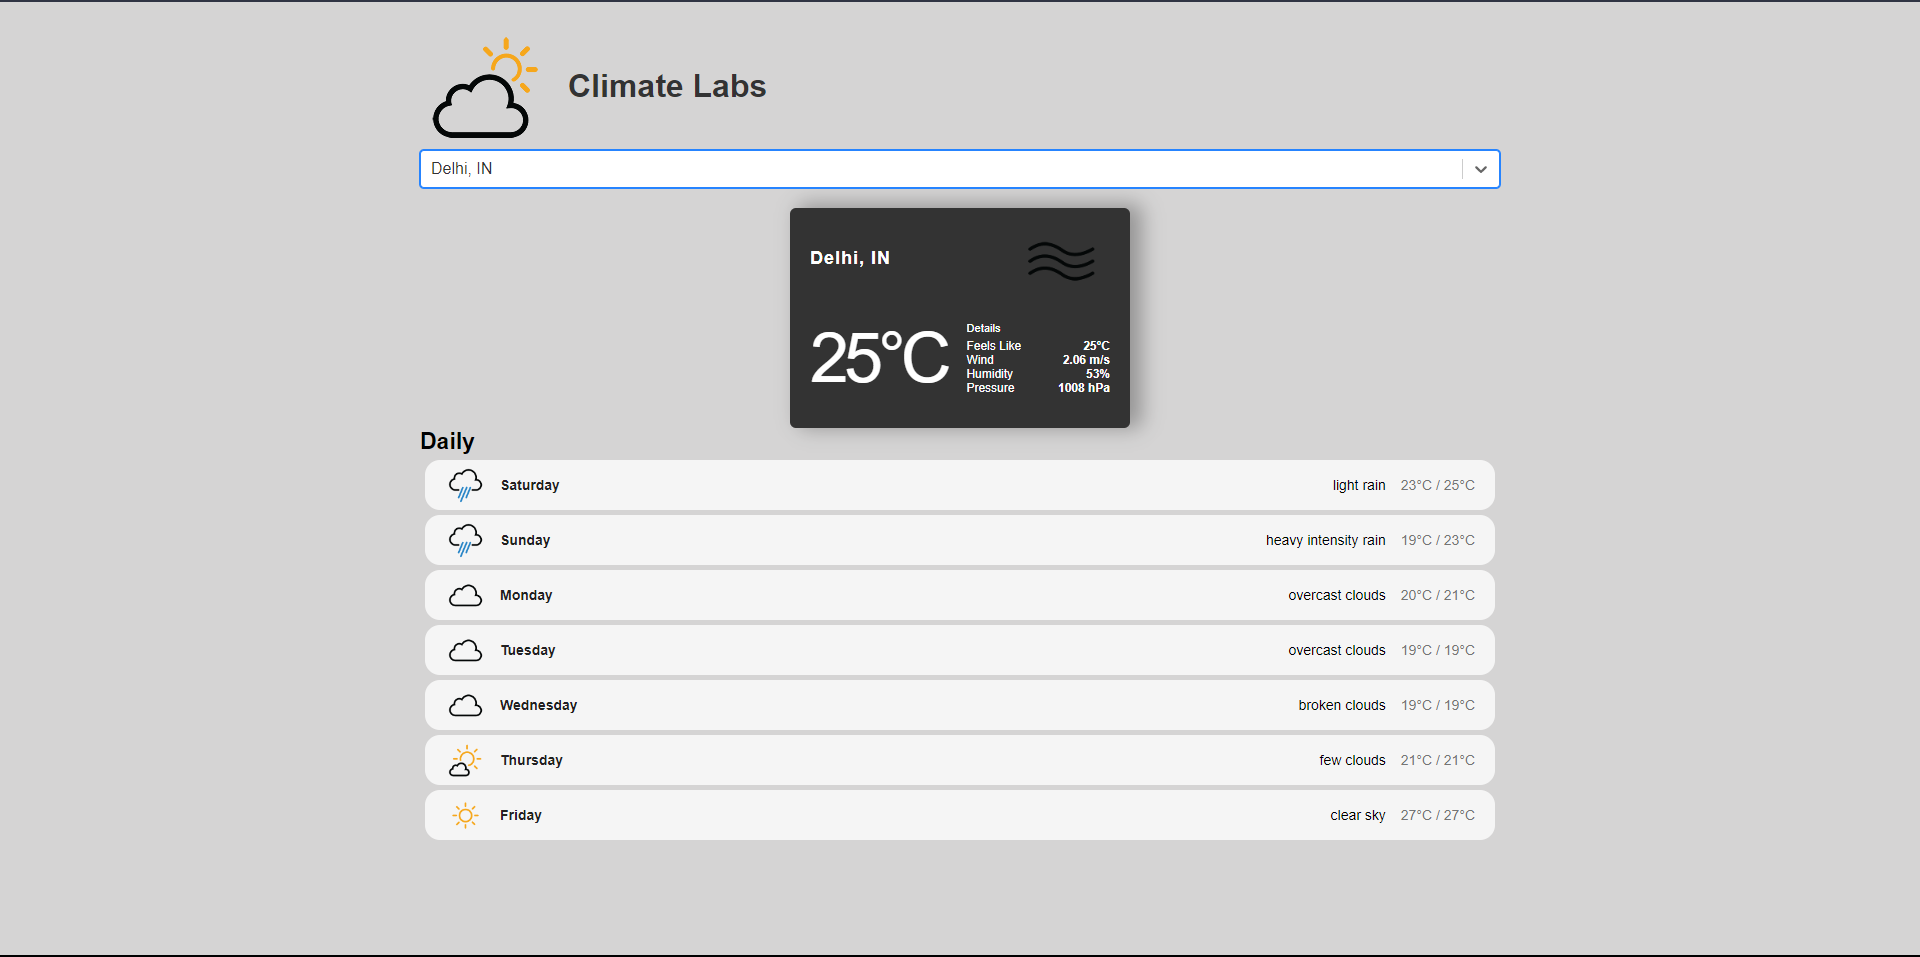 Climate Labs
Delhi, IN
Delhi, IN
25°C
Details
Feels Like 25°C
Wind 2.06 m/s
Humidity 53%
Pressure 1008 hPa
Daily
Saturday light rain 23°C / 25°C
Sunday heavy intensity rain 19°C / 23°C
Monday overcast clouds 20°C / 21°C
Tuesday overcast clouds 19°C / 19°C
Wednesday broken clouds 19°C / 19°C
Thursday few clouds 21°C / 21°C
Friday clear sky 27°C / 27°C